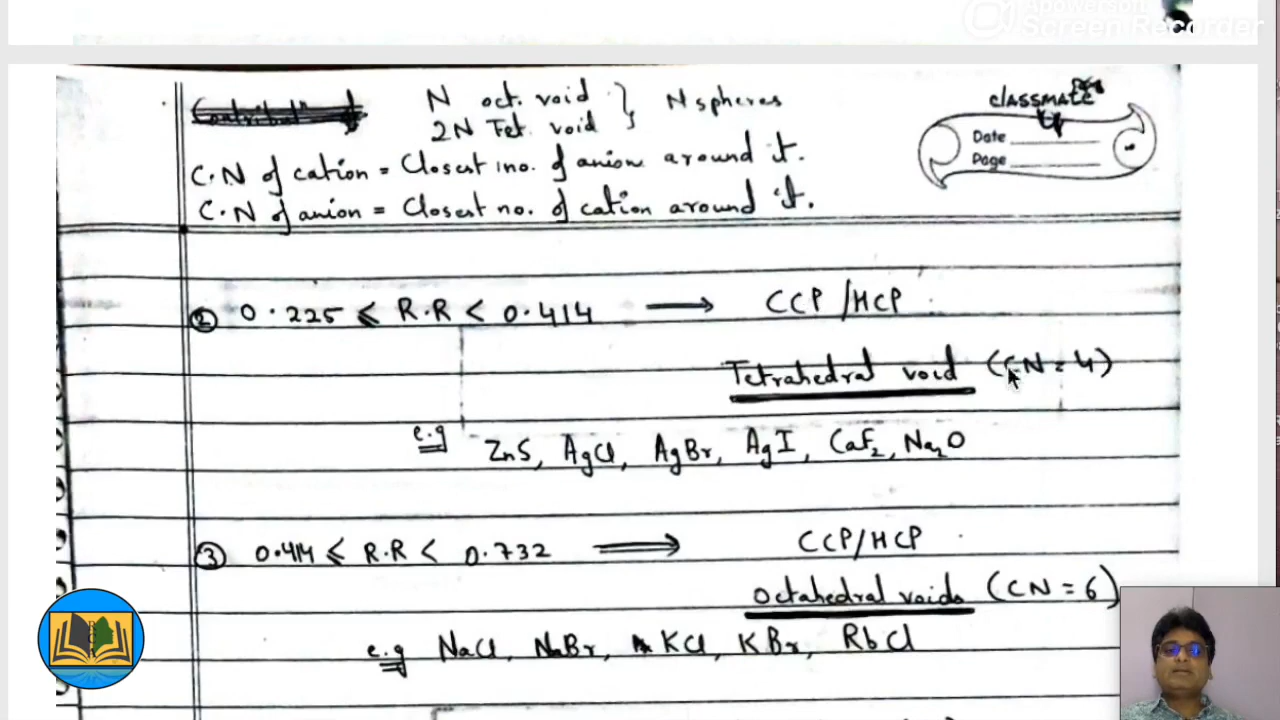 Apowersoft
Screen Recorder
N oct. void } N spheres
2N Tet. void
classmate
Date
Page
C.N of cation = Closest no. of anion around it.
C.N of anion = Closest no. of cation around it.
② 0.225 ⩽ R.R < 0.414 ⟶ CCP/HCP
Tetrahedral void (CN = 4)
e.g ZnS, AgCl, AgBr, AgI, CaF₂, Na₂O
③ 0.414 ⩽ R.R < 0.732 ⟹ CCP/HCP
Octahedral voids (CN = 6)
e.g NaCl, NaBr, KCl, KBr, RbCl